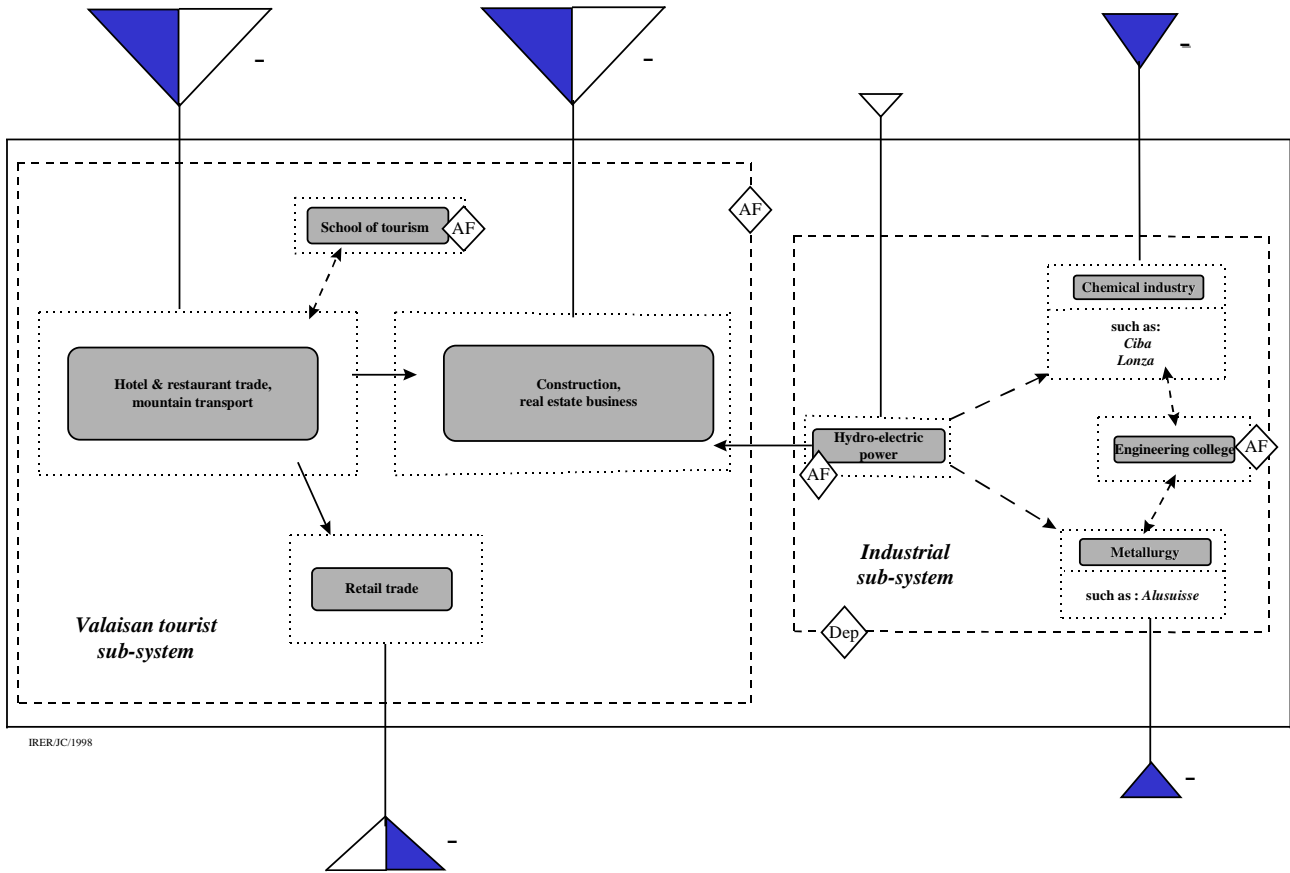 -
-
-
AF
School of tourism
AF
Chemical industry
such as:
Ciba
Lonza
Hotel & restaurant trade,
mountain transport
Construction,
real estate business
Hydro-electric
power
AF
Engineering college
AF
Industrial
sub-system
Metallurgy
such as : Alusuisse
Retail trade
Valaisan tourist
sub-system
Dep
IRER/JC/1998
-
-